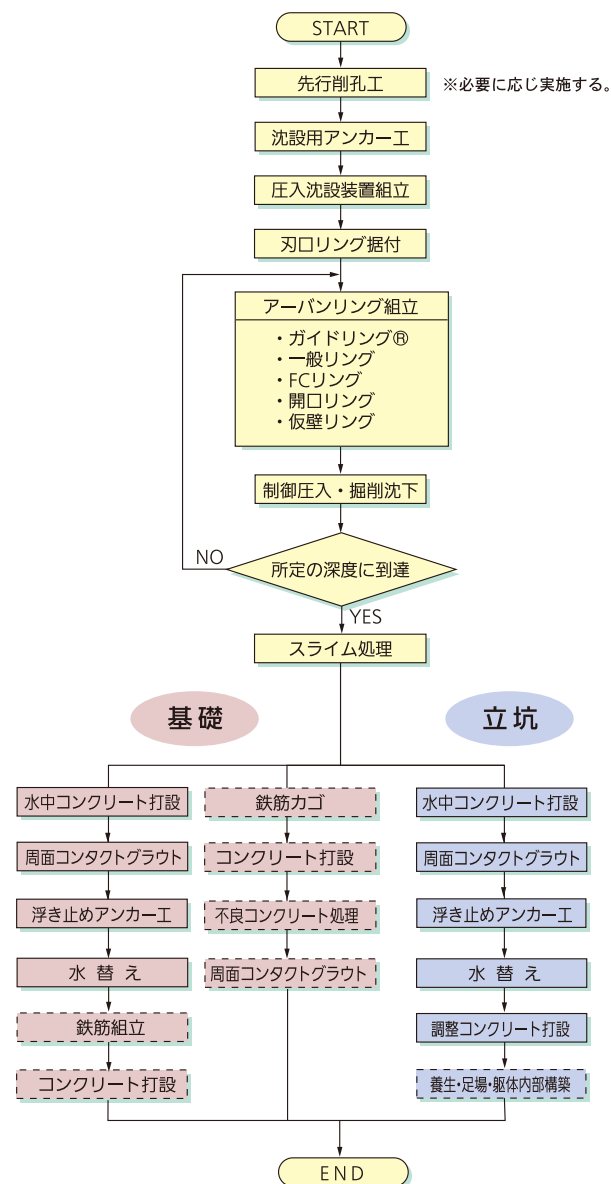 START
先行削孔工
※必要に応じ実施する。
沈設用アンカー工
圧入沈設装置組立
刃口リング据付
アーバンリング組立
・ガイドリング®
・一般リング
・FCリング
・開口リング
・仮壁リング
制御圧入・掘削沈下
所定の深度に到達
NO
YES
スライム処理
基礎
水中コンクリート打設
周面コンタクトグラウト
浮き止めアンカー工
水替え
鉄筋組立
コンクリート打設
鉄筋カゴ
コンクリート打設
不良コンクリート処理
周面コンタクトグラウト
立坑
水中コンクリート打設
周面コンタクトグラウト
浮き止めアンカー工
水替え
調整コンクリート打設
養生・足場・躯体内部構築
END